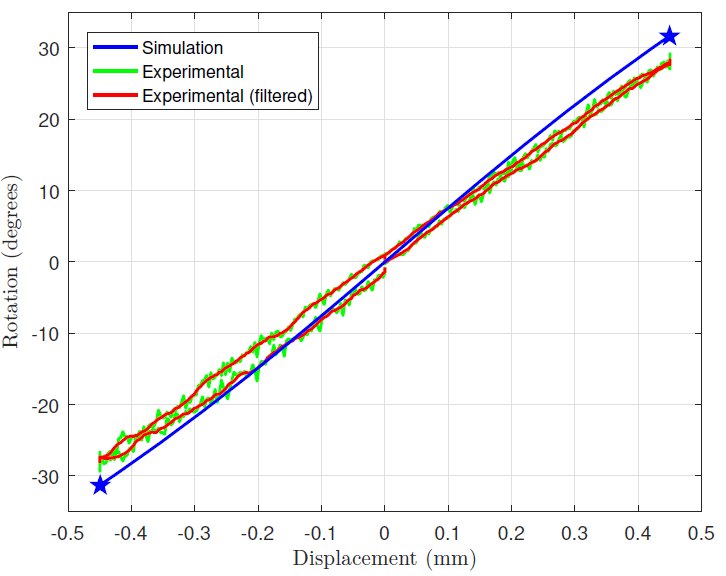 Simulation
Experimental
Experimental (filtered)
Rotation (degrees)
30
20
10
0
-10
-20
-30
-0.5 -0.4 -0.3 -0.2 -0.1 0 0.1 0.2 0.3 0.4 0.5
Displacement (mm)